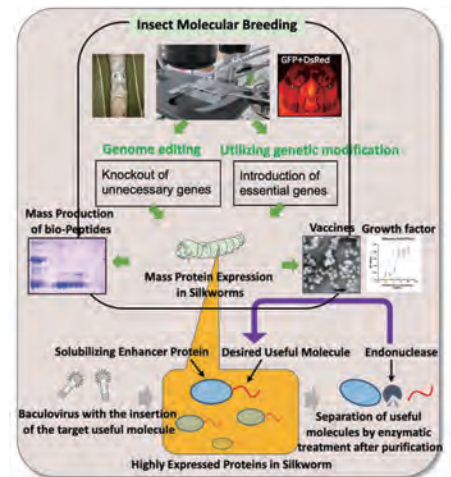 Insect Molecular Breeding
GFP+DsRed
Genome editing
Utilizing genetic modification
Knockout of
unnecessary genes
Introduction of
essential genes
Mass Production
of bio-Peptides
Vaccines
Growth factor
Mass Protein Expression
in Silkworms
Solubilizing Enhancer Protein
Desired Useful Molecule
Endonuclease
Baculovirus with the insertion
of the target useful molecule
Separation of useful
molecules by enzymatic
treatment after purification
Highly Expressed Proteins in Silkworm